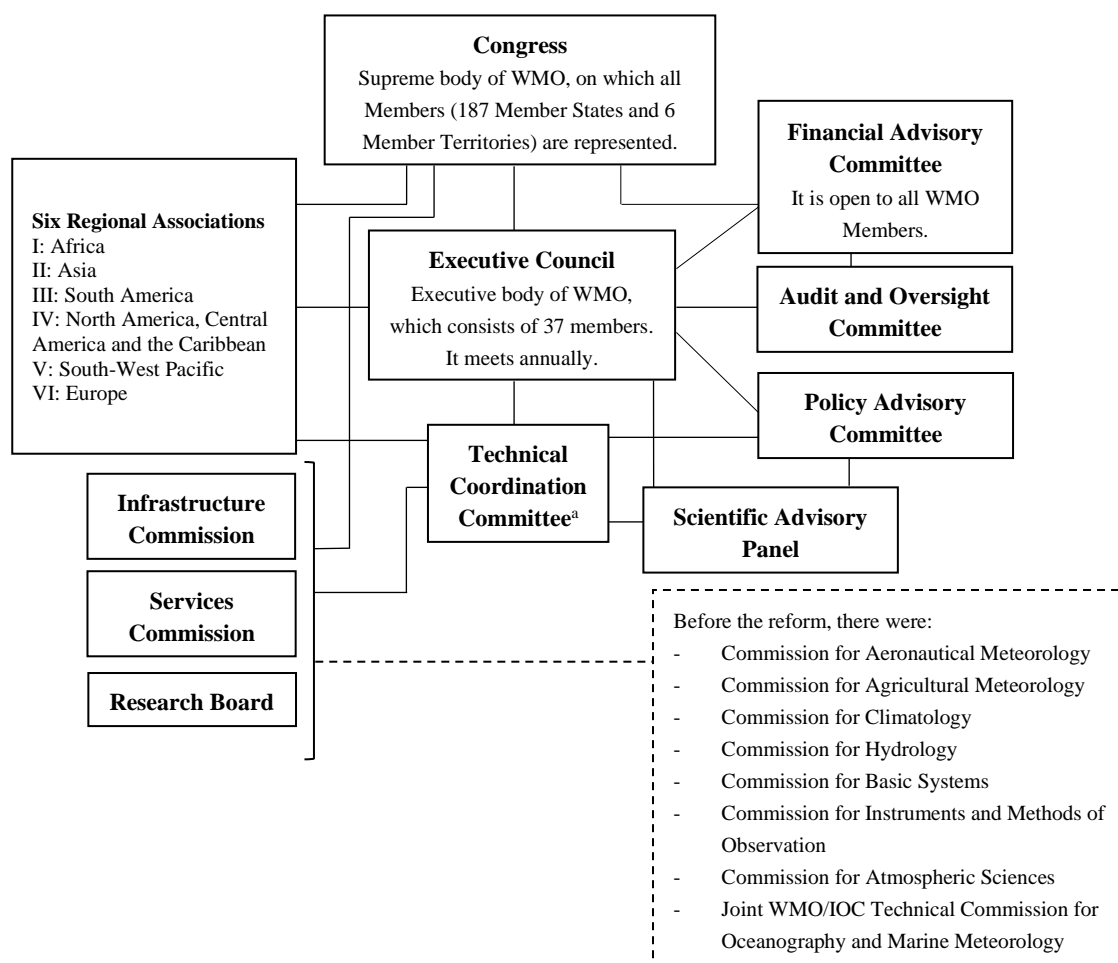 Congress
Supreme body of WMO, on which all
Members (187 Member States and 6
Member Territories) are represented.
Financial Advisory
Committee
It is open to all WMO
Members.
Six Regional Associations
I: Africa
II: Asia
III: South America
IV: North America, Central
America and the Caribbean
V: South-West Pacific
VI: Europe
Executive Council
Executive body of WMO,
which consists of 37 members.
It meets annually.
Audit and Oversight
Committee
Policy Advisory
Committee
Technical
Coordination
Committeeᵃ
Scientific Advisory
Panel
Infrastructure
Commission
Services
Commission
Research Board
Before the reform, there were:
- Commission for Aeronautical Meteorology
- Commission for Agricultural Meteorology
- Commission for Climatology
- Commission for Hydrology
- Commission for Basic Systems
- Commission for Instruments and Methods of
Observation
- Commission for Atmospheric Sciences
- Joint WMO/IOC Technical Commission for
Oceanography and Marine Meteorology